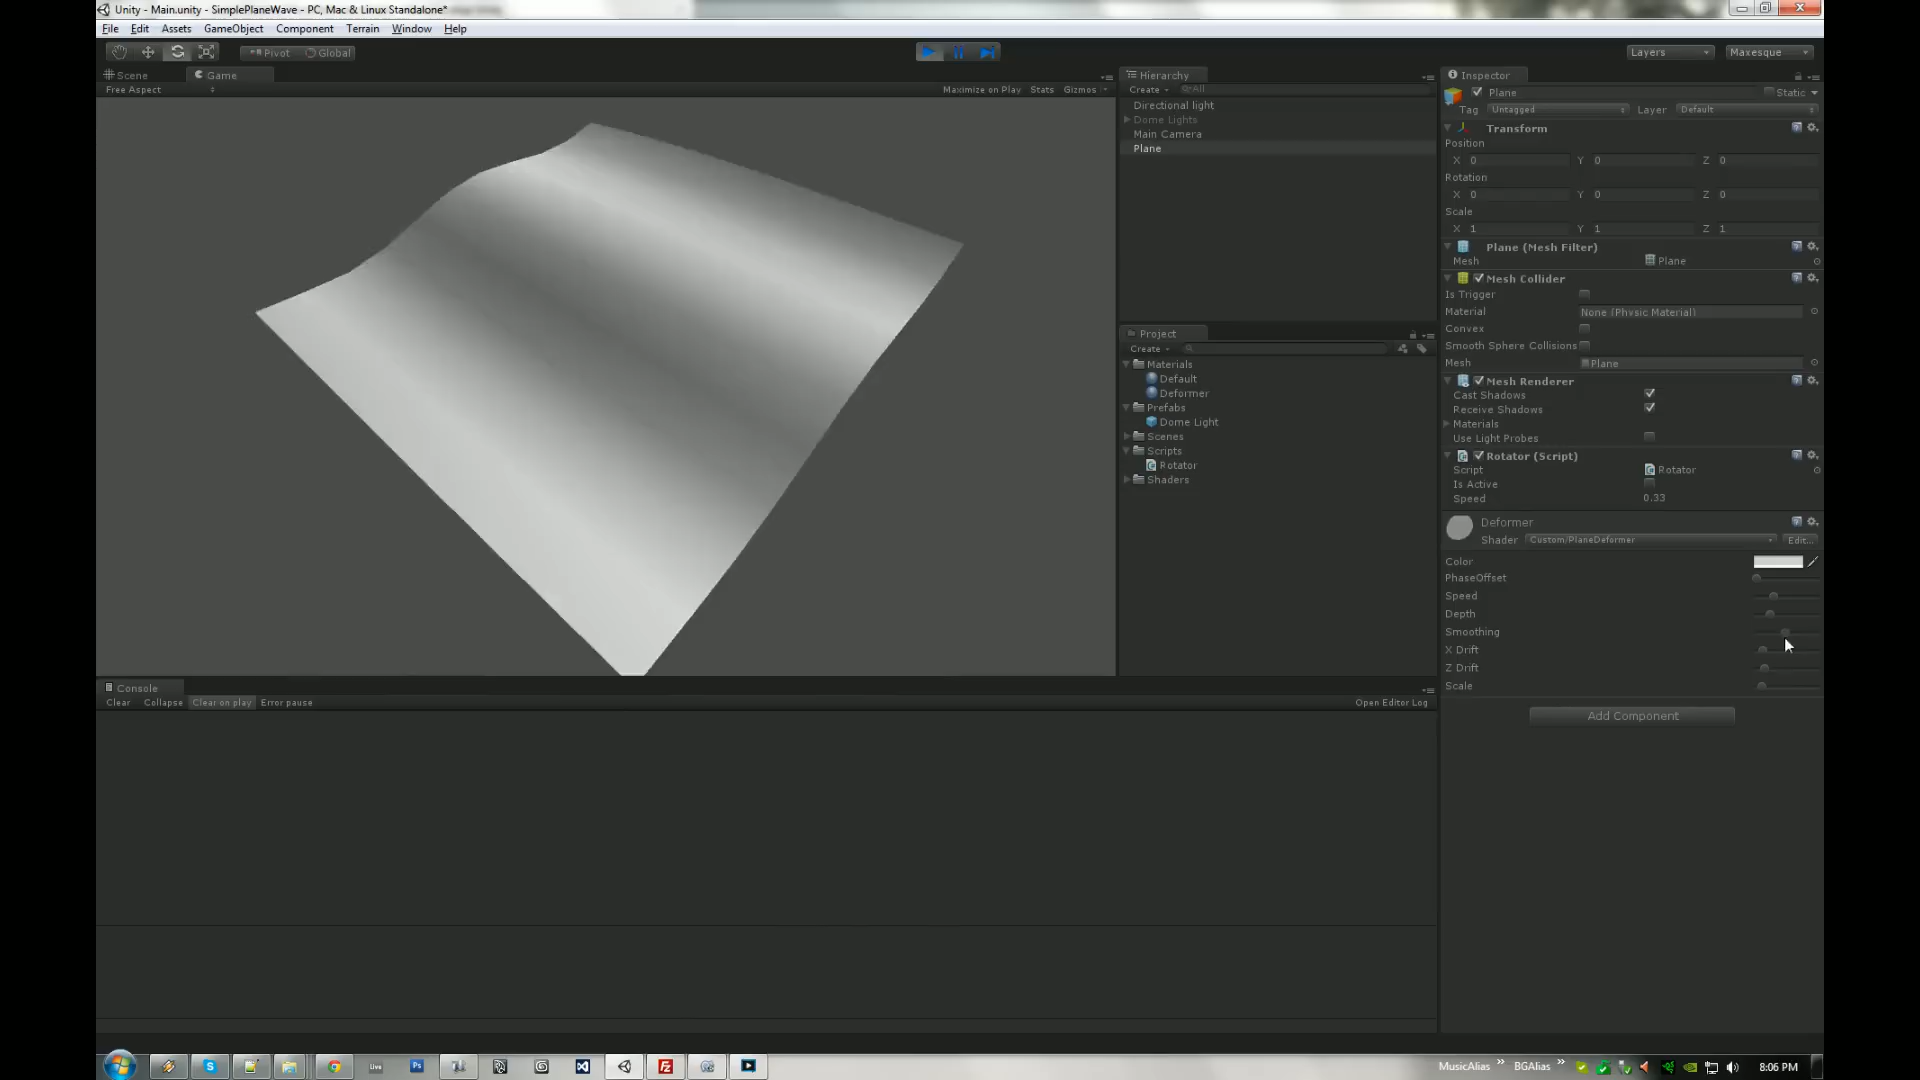 Unity - Main.unity - SimplePlaneWave - PC, Mac & Linux Standalone*
File Edit Assets GameObject Component Terrain Window Help
Pivot Global Layers Maxesque
Scene Game
Free Aspect Maximize on Play Stats Gizmos
Hierarchy
Create All
Directional light
Dome Lights
Main Camera
Plane
Project
Create
Materials
Default
Deformer
Prefabs
Dome Light
Scenes
Scripts
Rotator
Shaders
Inspector
Plane Static
Tag Untagged Layer Default
Transform
Position
X 0 Y 0 Z 0
Rotation
X 0 Y 0 Z 0
Scale
X 1 Y 1 Z 1
Plane (Mesh Filter)
Mesh Plane
Mesh Collider
Is Trigger
Material None (Physic Material)
Convex
Smooth Sphere Collisions
Mesh Plane
Mesh Renderer
Cast Shadows
Receive Shadows
Materials
Use Light Probes
Rotator (Script)
Script Rotator
Is Active
Speed 0.33
Deformer
Shader Custom/PlaneDeformer Edit...
Color
PhaseOffset
Speed
Depth
Smoothing
X Drift
Z Drift
Scale
Add Component
Console
Clear Collapse Clear on play Error pause Open Editor Log
Live Ps MusicAlias BGAlias 8:06 PM